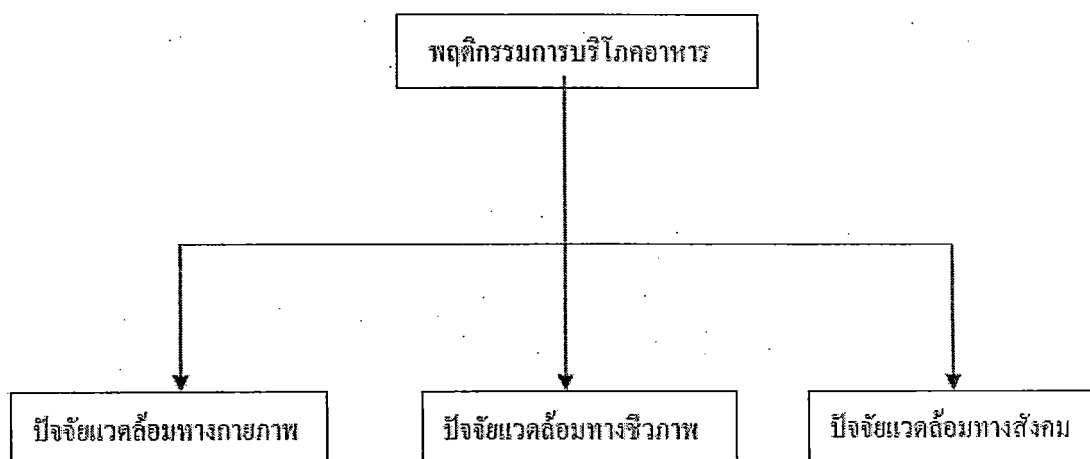 พฤติกรรมการบริโภคอาหาร
ปัจจัยแวดล้อมทางกายภาพ
ปัจจัยแวดล้อมทางชีวภาพ
ปัจจัยแวดล้อมทางสังคม